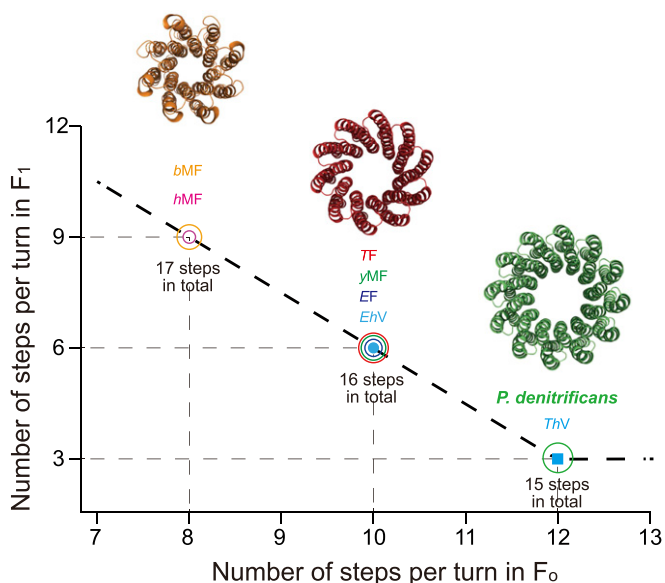 12
9
6
3
Number of steps per turn in F1
bMF
hMF
17 steps
in total
TF
yMF
EF
EhV
16 steps
in total
P. denitrificans
ThV
15 steps
in total
7
8
9
10
11
12
13
Number of steps per turn in Fo